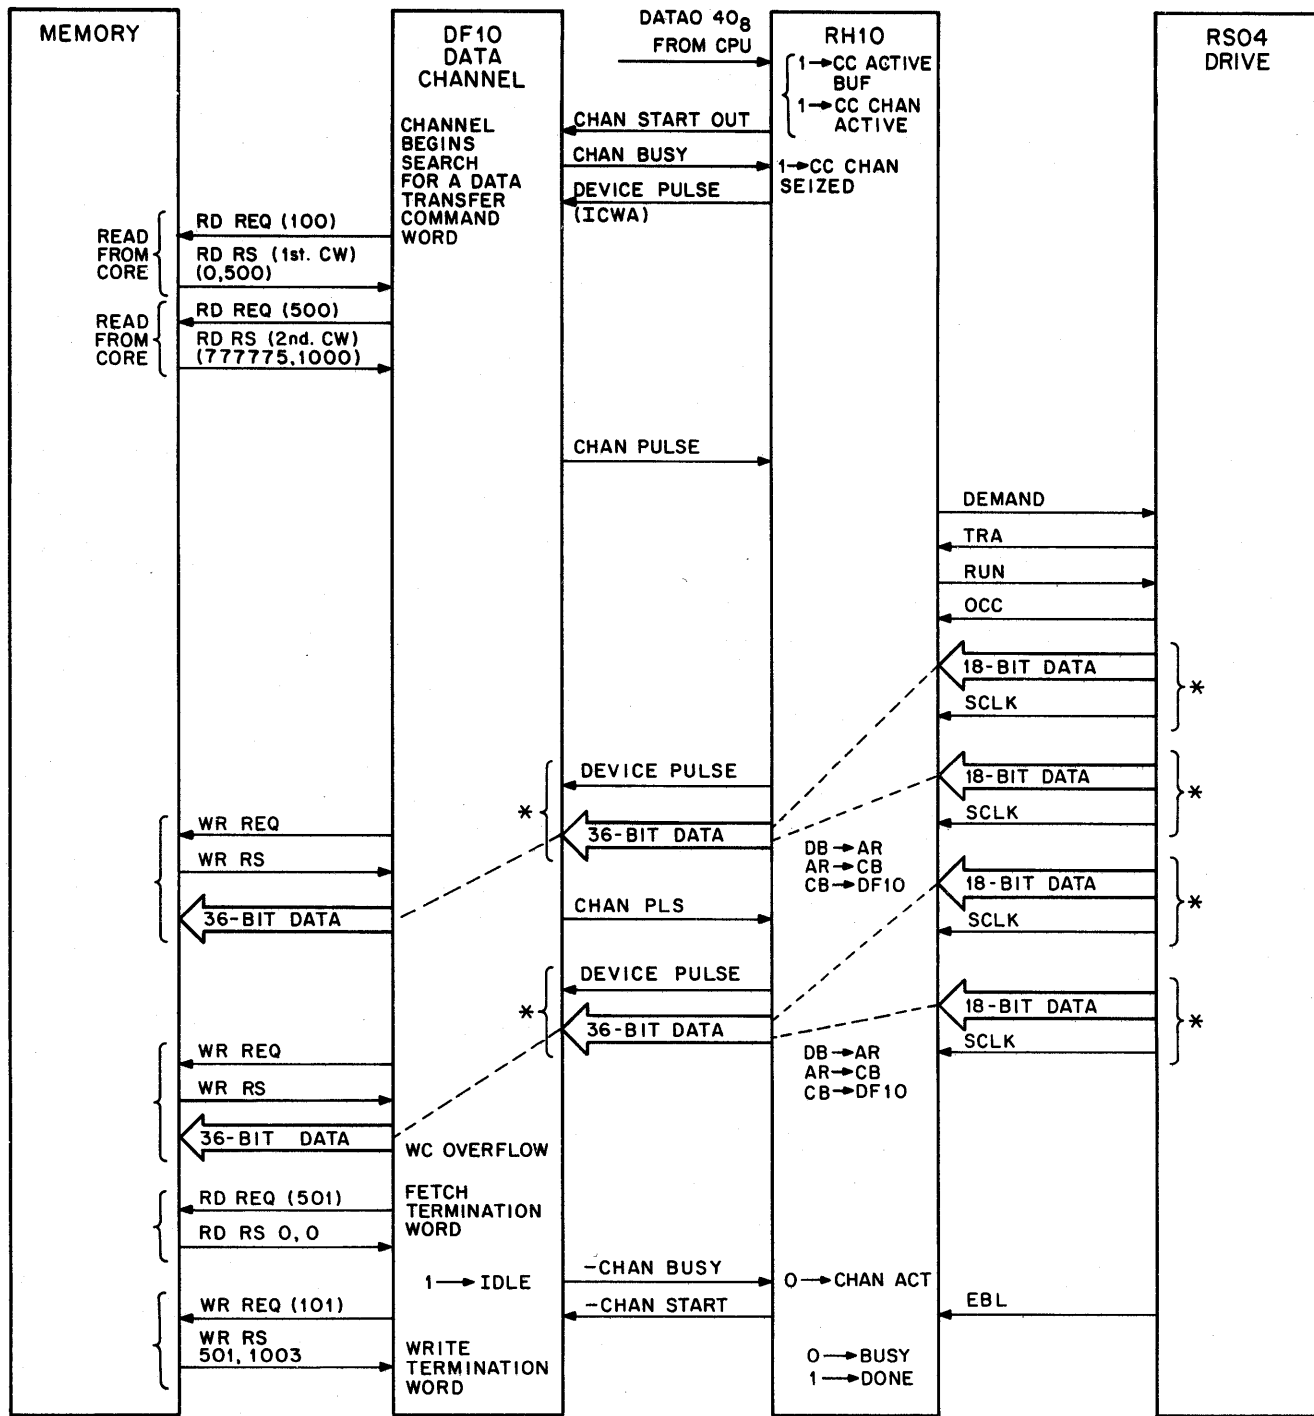 MEMORY
DF10
DATA
CHANNEL
DATAO 40₈
FROM CPU
RH10
RS04
DRIVE
1→CC ACTIVE
BUF
1→CC CHAN
ACTIVE
CHANNEL
BEGINS
SEARCH
FOR A DATA
TRANSFER
COMMAND
WORD
CHAN START OUT
CHAN BUSY
1→CC CHAN
SEIZED
DEVICE PULSE
(ICWA)
READ
FROM
CORE
RD REQ (100)
RD RS (1st. CW)
(0,500)
READ
FROM
CORE
RD REQ (500)
RD RS (2nd. CW)
(777775,1000)
CHAN PULSE
DEMAND
TRA
RUN
OCC
18-BIT DATA
*
SCLK
DEVICE PULSE
18-BIT DATA
*
SCLK
*
36-BIT DATA
WR REQ
WR RS
DB→AR
AR→CB
CB→DF10
18-BIT DATA
*
SCLK
36-BIT DATA
CHAN PLS
DEVICE PULSE
18-BIT DATA
*
SCLK
*
36-BIT DATA
WR REQ
WR RS
DB→AR
AR→CB
CB→DF10
36-BIT DATA
WC OVERFLOW
RD REQ (501)
RD RS 0,0
FETCH
TERMINATION
WORD
1→IDLE
-CHAN BUSY
0→CHAN ACT
-CHAN START
EBL
WR REQ (101)
WR RS
501, 1003
WRITE
TERMINATION
WORD
0→BUSY
1→DONE